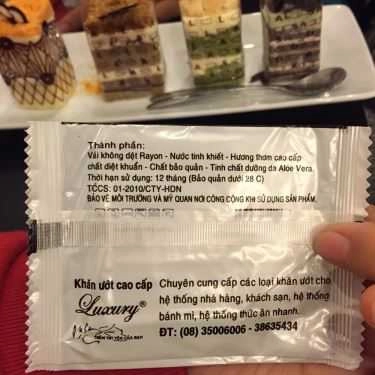 Thành phần:
Vải không dệt Rayon - Nước tinh khiết - Hương thơm cao cấp
chất diệt khuẩn - Chất bảo quản - Tinh chất dưỡng da Aloe Vera.
Thời hạn sử dụng: 12 tháng (Bảo quản dưới 28 C)
TCCS: 01-2010/CTY-HDN
BẢO VỆ MÔI TRƯỜNG VÀ MỸ QUAN NƠI CÔNG CỘNG KHI SỬ DỤNG SẢN PHẨM.
Khăn ướt cao cấp
Luxury®
Chuyên cung cấp các loại khăn ướt cho
hệ thống nhà hàng, khách sạn, hệ thống
bánh mì, hệ thống thức ăn nhanh.
ĐT: (08) 35006006 - 38635434